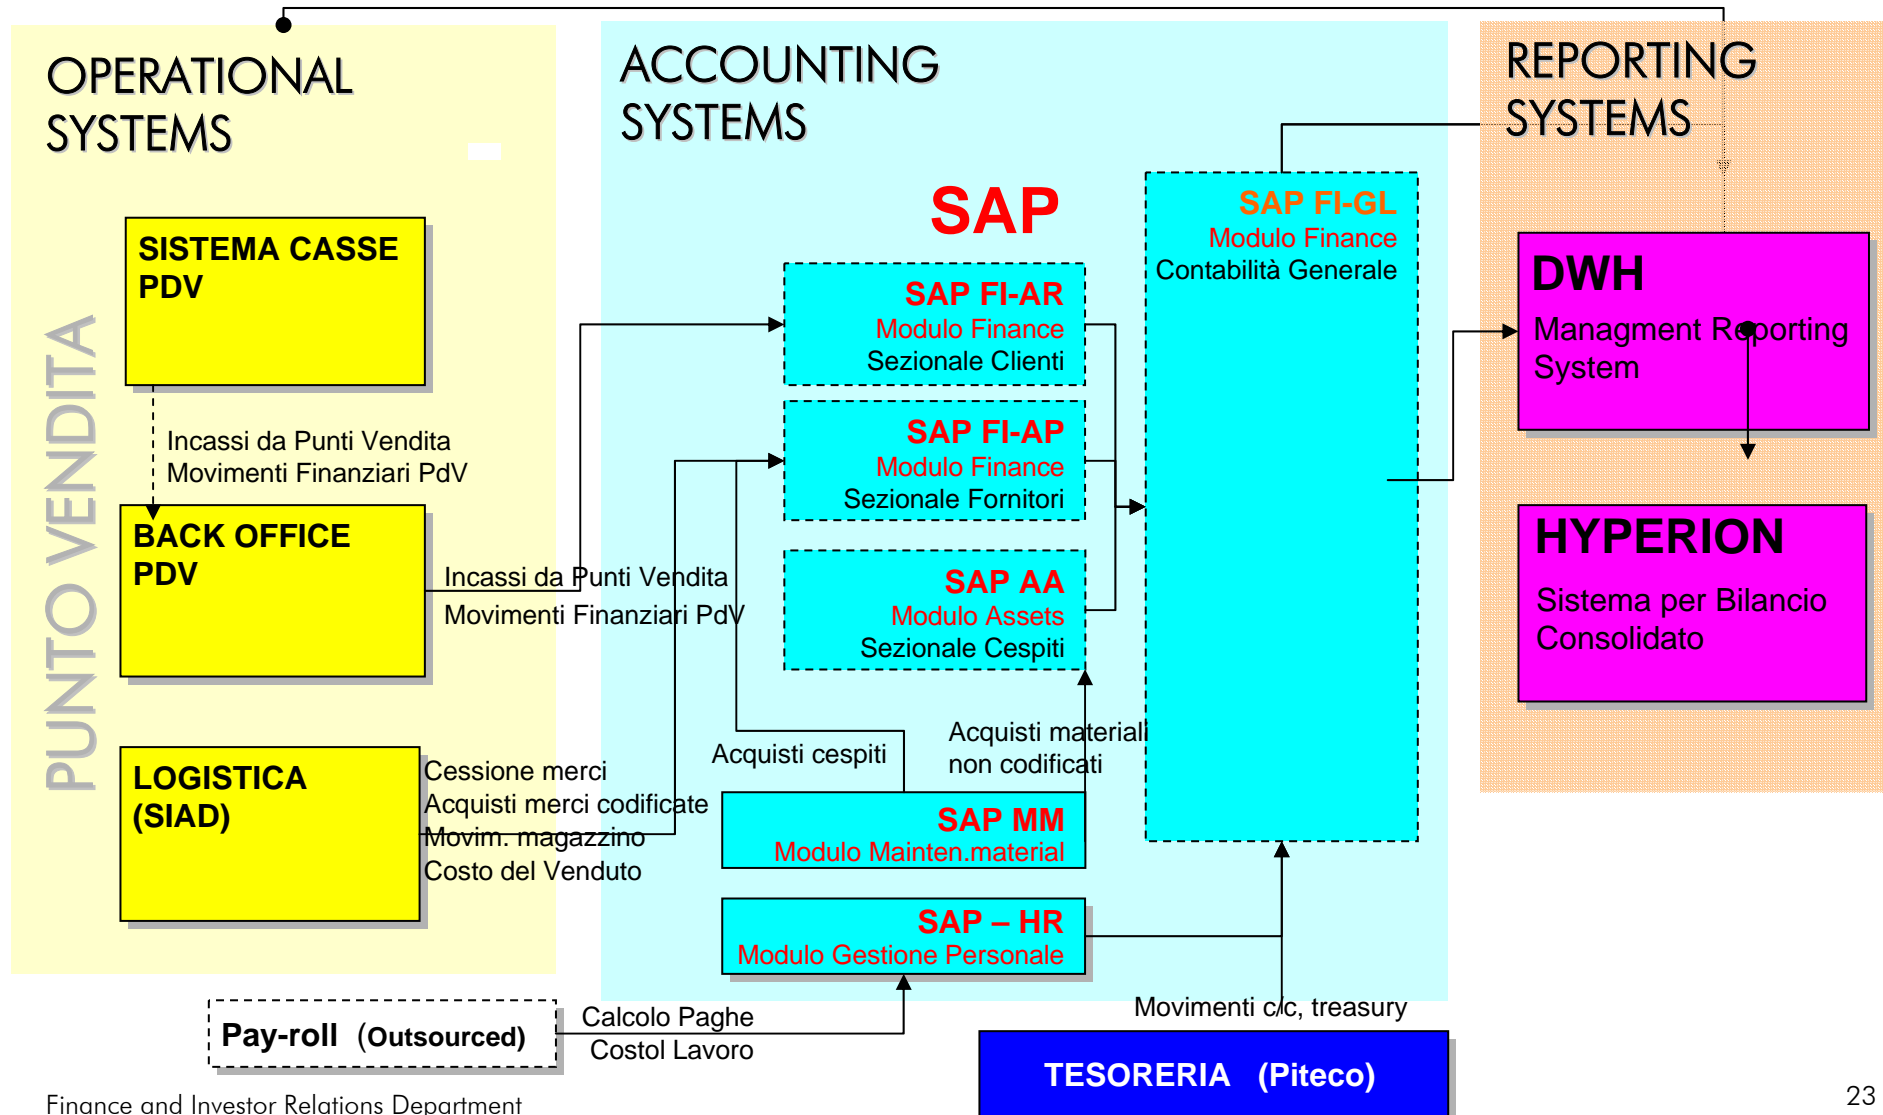 OPERATIONAL
SYSTEMS
PUNTO VENDITA
SISTEMA CASSE
PDV
Incassi da Punti Vendita
Movimenti Finanziari PdV
BACK OFFICE
PDV
Incassi da Punti Vendita
Movimenti Finanziari PdV
LOGISTICA
(SIAD)
Cessione merci
Acquisti merci codificate
Movim. magazzino
Costo del Venduto
Pay-roll (Outsourced)
Calcolo Paghe
Costol Lavoro
ACCOUNTING
SYSTEMS
SAP
SAP FI-AR
Modulo Finance
Sezionale Clienti
SAP FI-AP
Modulo Finance
Sezionale Fornitori
SAP AA
Modulo Assets
Sezionale Cespiti
Acquisti cespiti
Acquisti materiali
non codificati
SAP MM
Modulo Mainten.material
SAP – HR
Modulo Gestione Personale
SAP FI-GL
Modulo Finance
Contabilità Generale
Movimenti c/c, treasury
TESORERIA (Piteco)
REPORTING
SYSTEMS
DWH
Managment Reporting
System
HYPERION
Sistema per Bilancio
Consolidato
Finance and Investor Relations Department
23